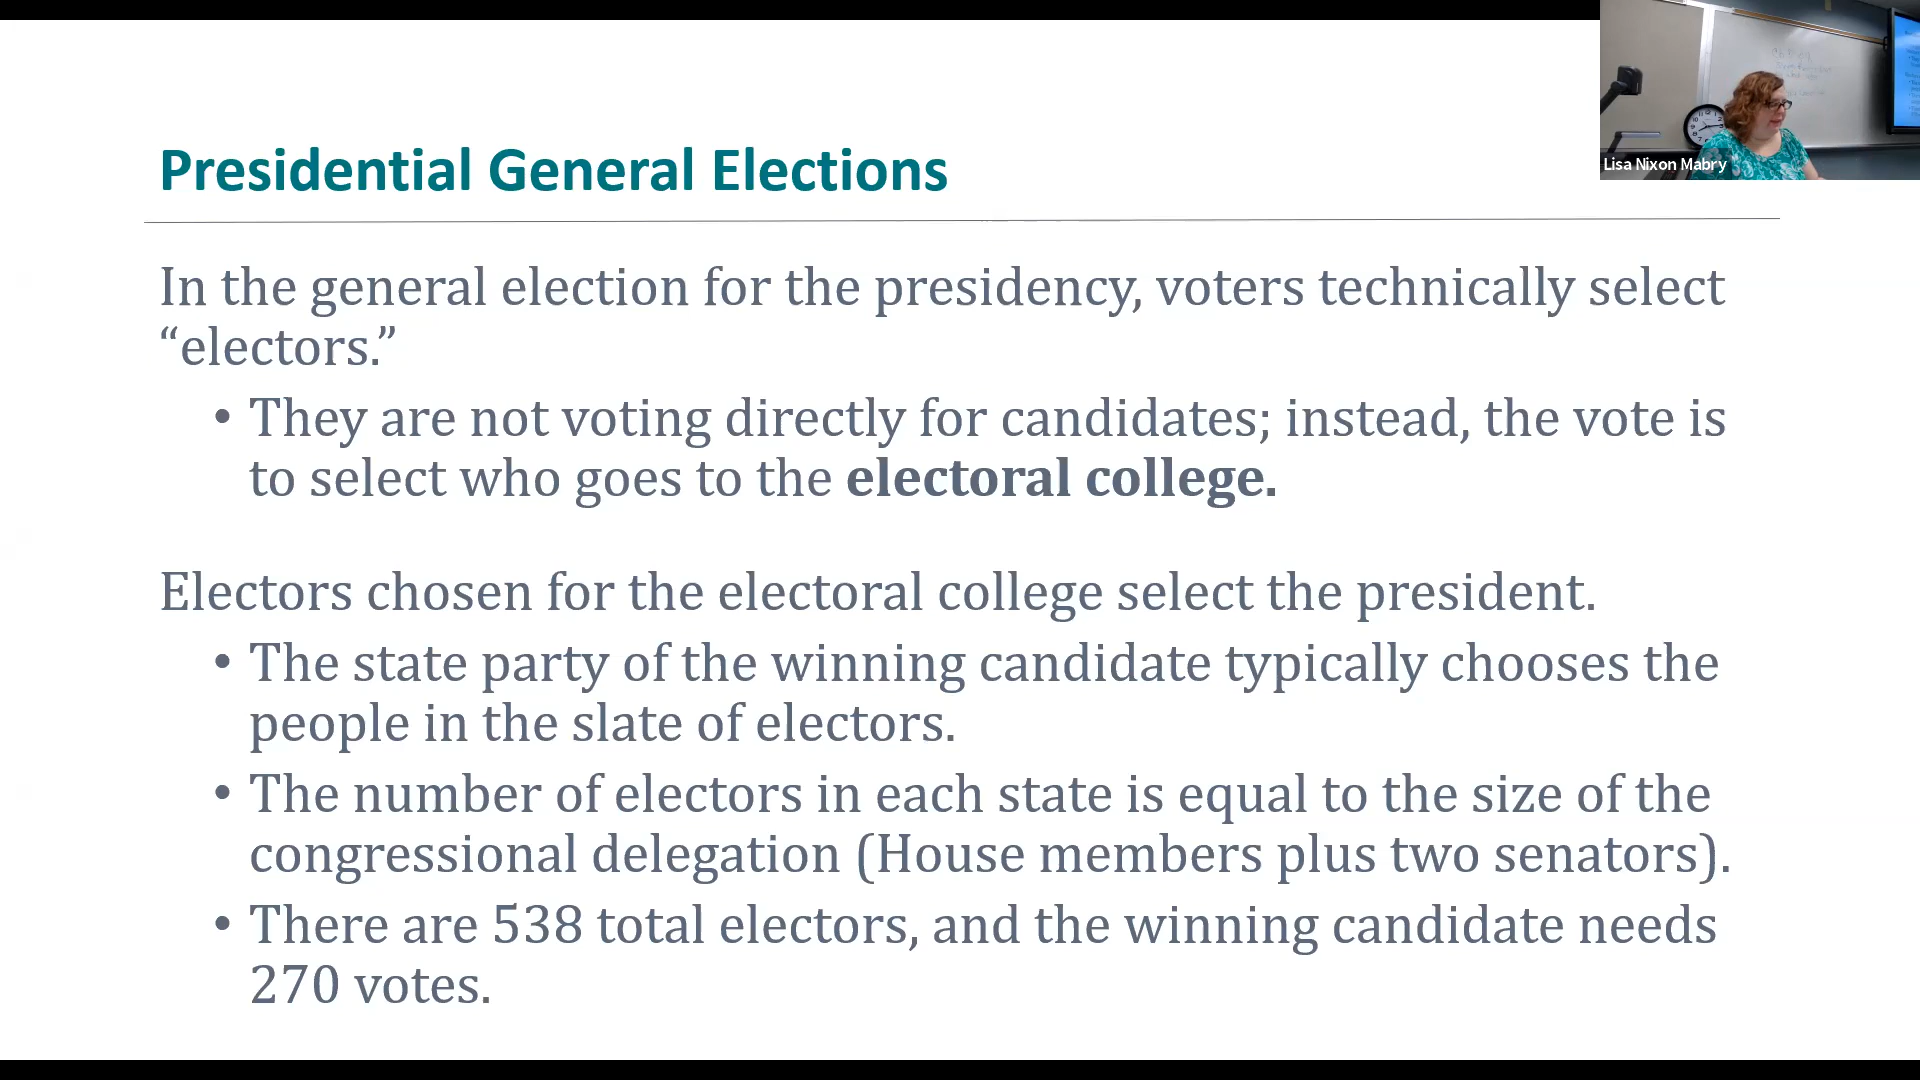 Presidential General Elections
In the general election for the presidency, voters technically select
“electors.”
• They are not voting directly for candidates; instead, the vote is
to select who goes to the electoral college.
Electors chosen for the electoral college select the president.
• The state party of the winning candidate typically chooses the
people in the slate of electors.
• The number of electors in each state is equal to the size of the
congressional delegation (House members plus two senators).
• There are 538 total electors, and the winning candidate needs
270 votes.
Lisa Nixon Mabry